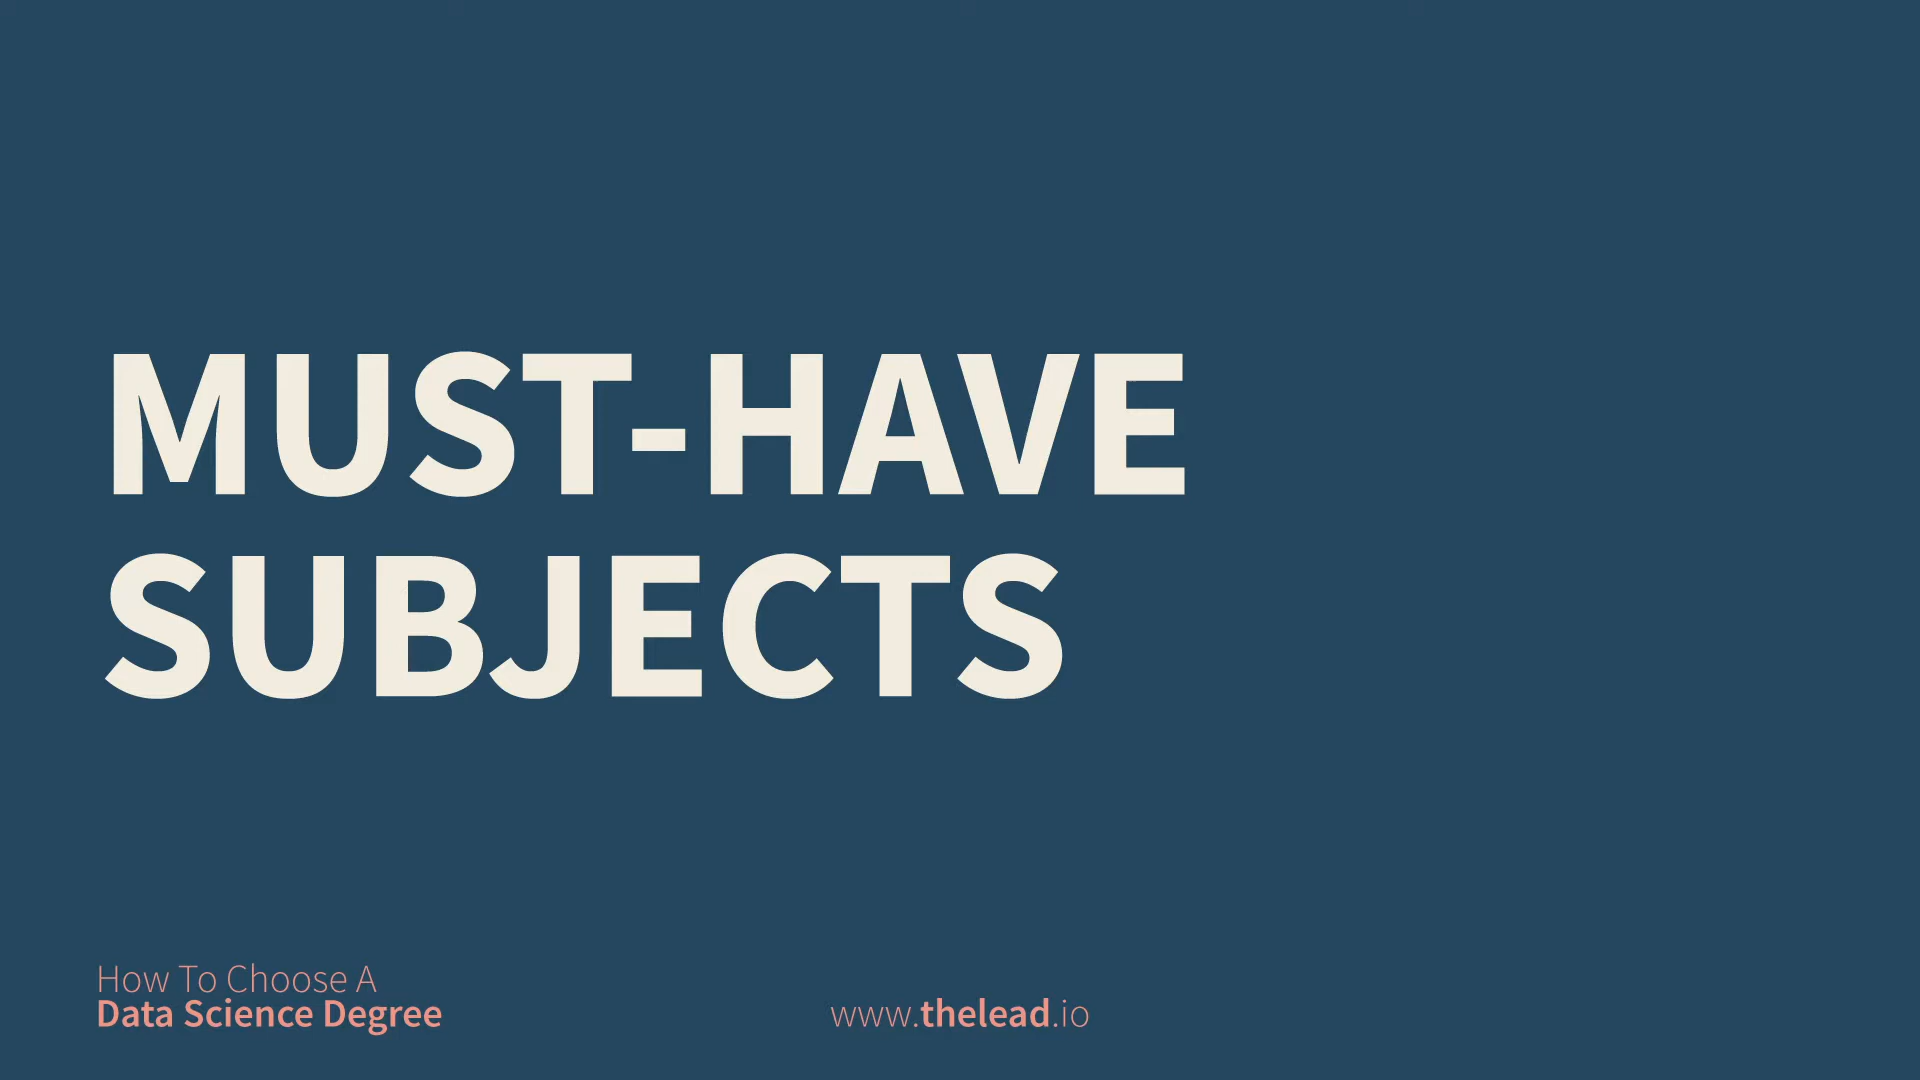 MUST-HAVE
SUBJECTS
How To Choose A
Data Science Degree
www.thelead.io